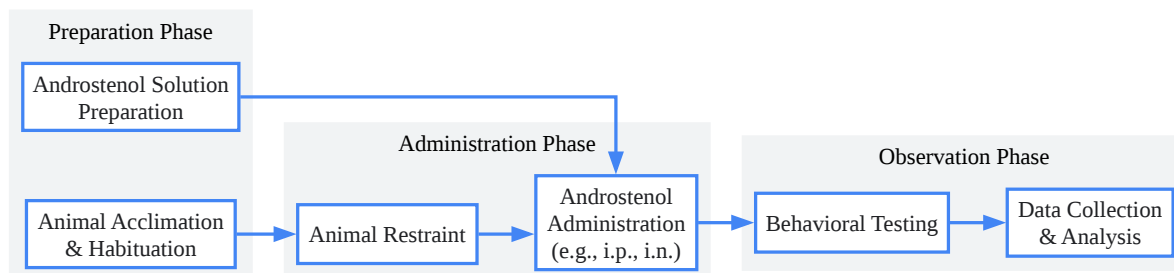 Preparation Phase
Androstenol Solution
Preparation
Animal Acclimation
& Habituation
Administration Phase
Animal Restraint
Androstenol
Administration
(e.g., i.p., i.n.)
Observation Phase
Behavioral Testing
Data Collection
& Analysis